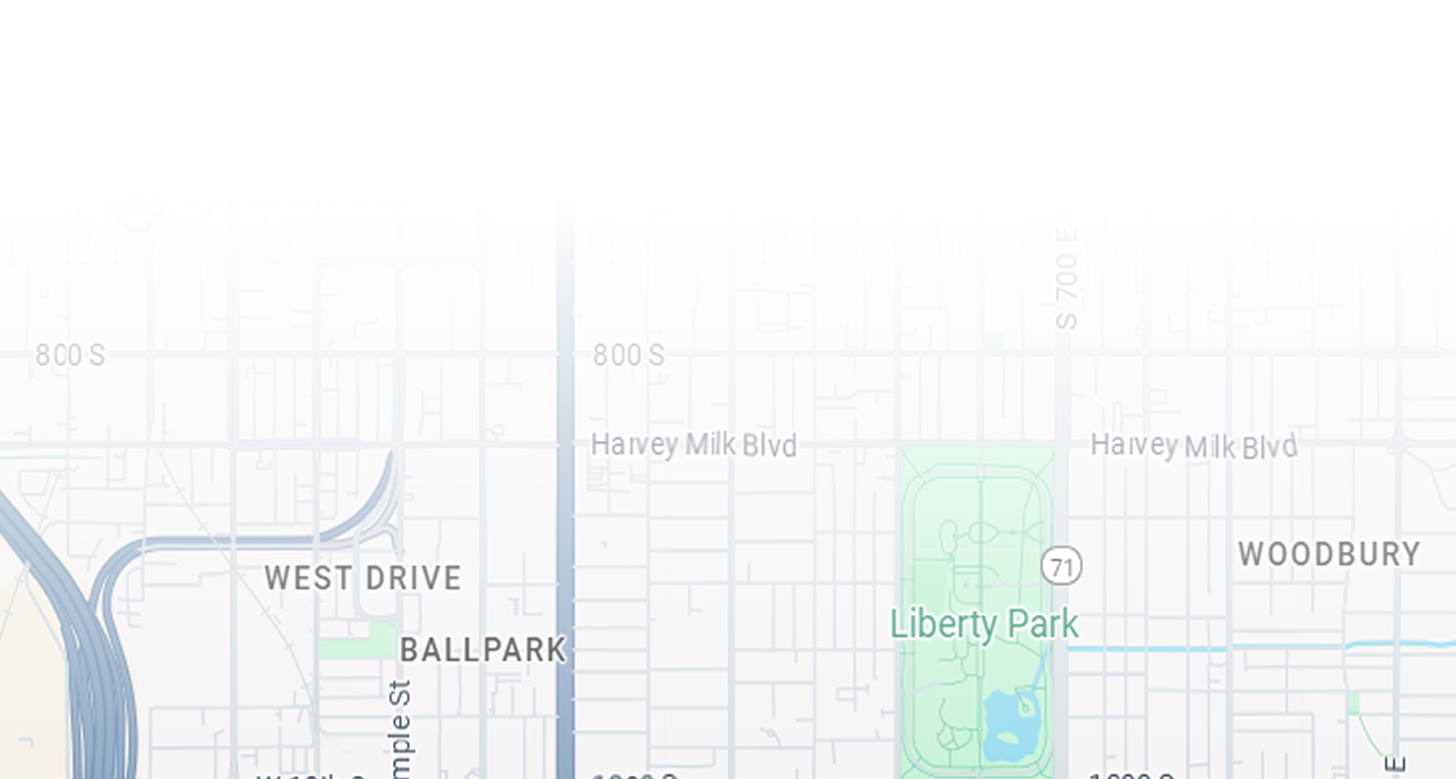 S 700 E
800 S
800 S
Harvey Milk Blvd
Harvey Milk Blvd
WOODBURY
71
WEST DRIVE
Liberty Park
BALLPARK